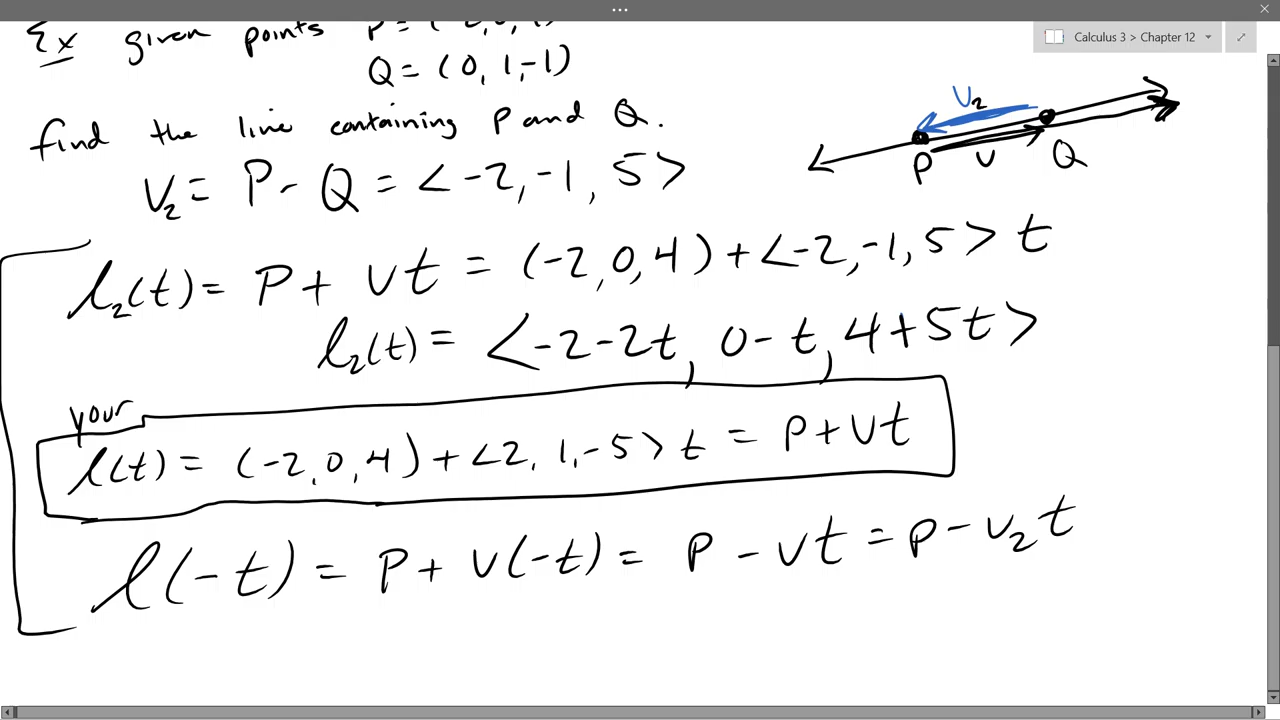 Calculus 3 > Chapter 12
Ex given points P=
Q = (0, 1, -1)
find the line containing P and Q.
V₂ = P - Q = <-2, -1, 5>
V₂
P V Q
l₂(t) = P + vt = (-2, 0, 4) + <-2, -1, 5> t
l₂(t) = <-2-2t, 0-t, 4+5t>
your
l(t) = (-2, 0, 4) + <2, 1, -5> t = P + vt
l(-t) = P + v(-t) = P - vt = P - v₂t